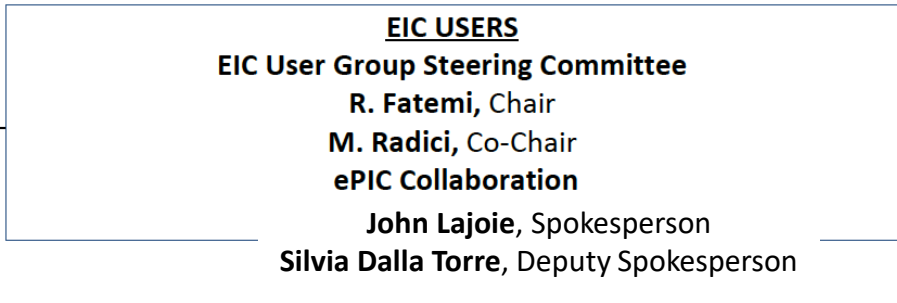 EIC USERS
EIC User Group Steering Committee
R. Fatemi, Chair
M. Radici, Co-Chair
ePIC Collaboration
John Lajoie, Spokesperson
Silvia Dalla Torre, Deputy Spokesperson